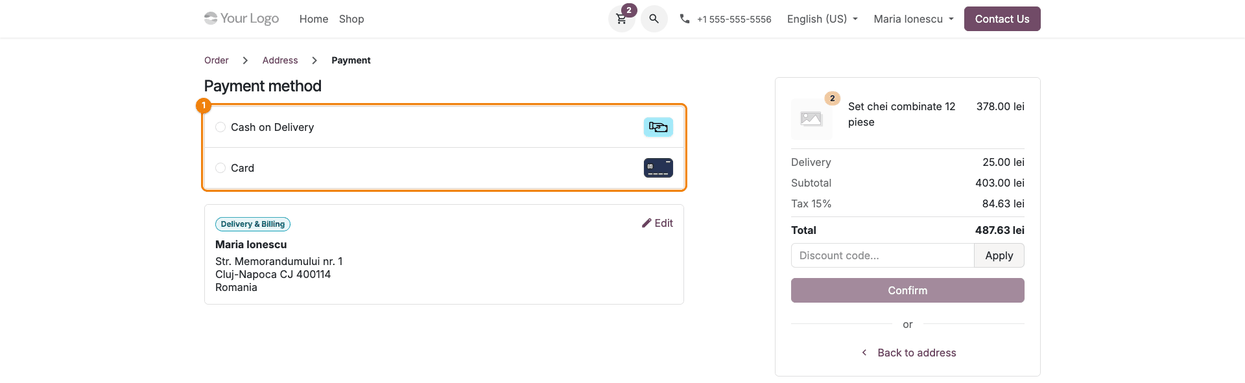 Your Logo Home Shop 2 +1 555-555-5556 English (US) Maria Ionescu Contact Us
Order Address Payment
Payment method
1
Cash on Delivery
Card
Delivery & Billing Edit
Maria Ionescu
Str. Memorandumului nr. 1
Cluj-Napoca CJ 400114
Romania
2
Set chei combinate 12 378.00 lei
piese
Delivery 25.00 lei
Subtotal 403.00 lei
Tax 15% 84.63 lei
Total 487.63 lei
Discount code... Apply
Confirm
or
Back to address